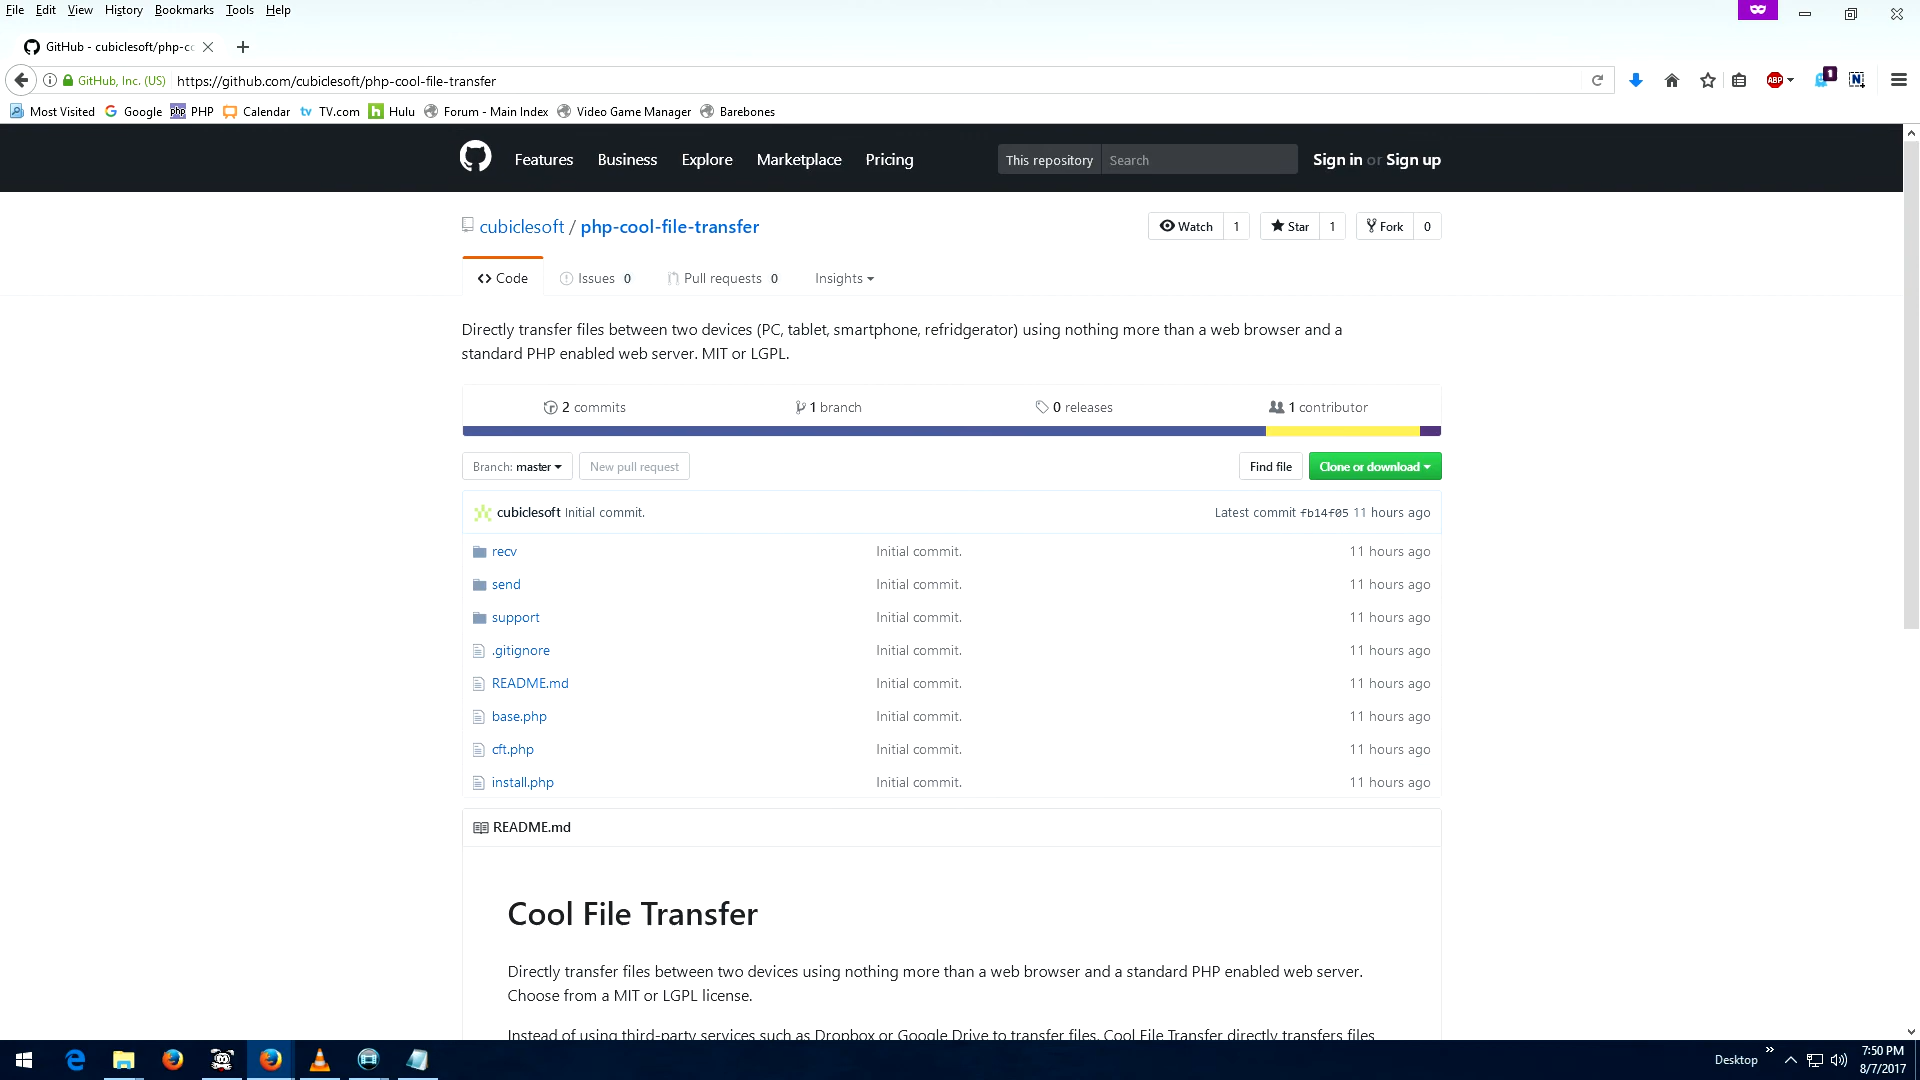 File Edit View History Bookmarks Tools Help
GitHub - cubiclesoft/php-co
GitHub, Inc. (US) https://github.com/cubiclesoft/php-cool-file-transfer
ABP 1 N
Most Visited Google php PHP Calendar tv TV.com h Hulu Forum - Main Index Video Game Manager Barebones
Features Business Explore Marketplace Pricing This repository Search Sign in or Sign up
cubiclesoft / php-cool-file-transfer Watch 1 Star 1 Fork 0
Code Issues 0 Pull requests 0 Insights
Directly transfer files between two devices (PC, tablet, smartphone, refridgerator) using nothing more than a web browser and a
standard PHP enabled web server. MIT or LGPL.
2 commits 1 branch 0 releases 1 contributor
Branch: master New pull request Find file Clone or download
cubiclesoft Initial commit. Latest commit fb14f05 11 hours ago
recv Initial commit. 11 hours ago
send Initial commit. 11 hours ago
support Initial commit. 11 hours ago
.gitignore Initial commit. 11 hours ago
README.md Initial commit. 11 hours ago
base.php Initial commit. 11 hours ago
cft.php Initial commit. 11 hours ago
install.php Initial commit. 11 hours ago
README.md
Cool File Transfer
Directly transfer files between two devices using nothing more than a web browser and a standard PHP enabled web server.
Choose from a MIT or LGPL license.
Instead of using third-party services such as Dropbox or Google Drive to transfer files, Cool File Transfer directly transfers files
Desktop 7:50 PM
8/7/2017